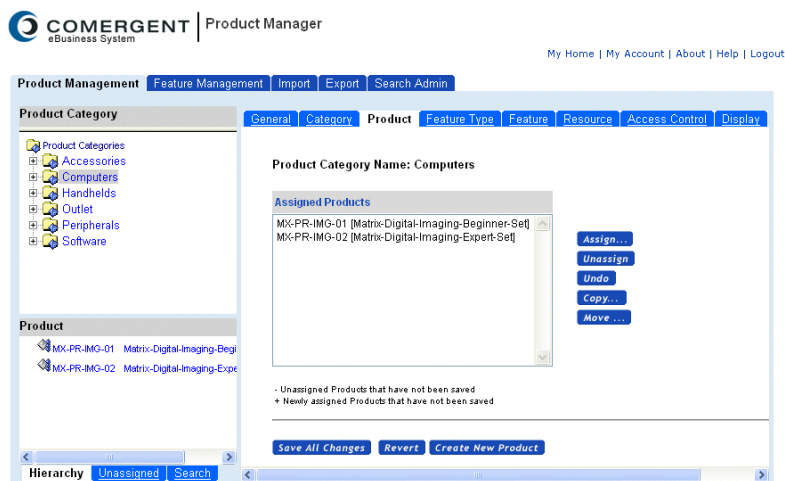 COMERGENT
eBusiness System
Product Manager
My Home | My Account | About | Help | Logout
Product Management Feature Management Import Export Search Admin
Product Category
General Category Product Feature Type Feature Resource Access Control Display
Product Categories
Accessories
Computers
Handhelds
Outlet
Peripherals
Software
Product Category Name: Computers
Assigned Products
MX-PR-IMG-01 [Matrix-Digital-Imaging-Beginner-Set]
MX-PR-IMG-02 [Matrix-Digital-Imaging-Expert-Set]
Assign...
Unassign
Undo
Copy...
Move ...
Product
MX-PR-IMG-01 Matrix-Digital-Imaging-Begi
MX-PR-IMG-02 Matrix-Digital-Imaging-Expe
- Unassigned Products that have not been saved
+ Newly assigned Products that have not been saved
Save All Changes Revert Create New Product
Hierarchy Unassigned Search